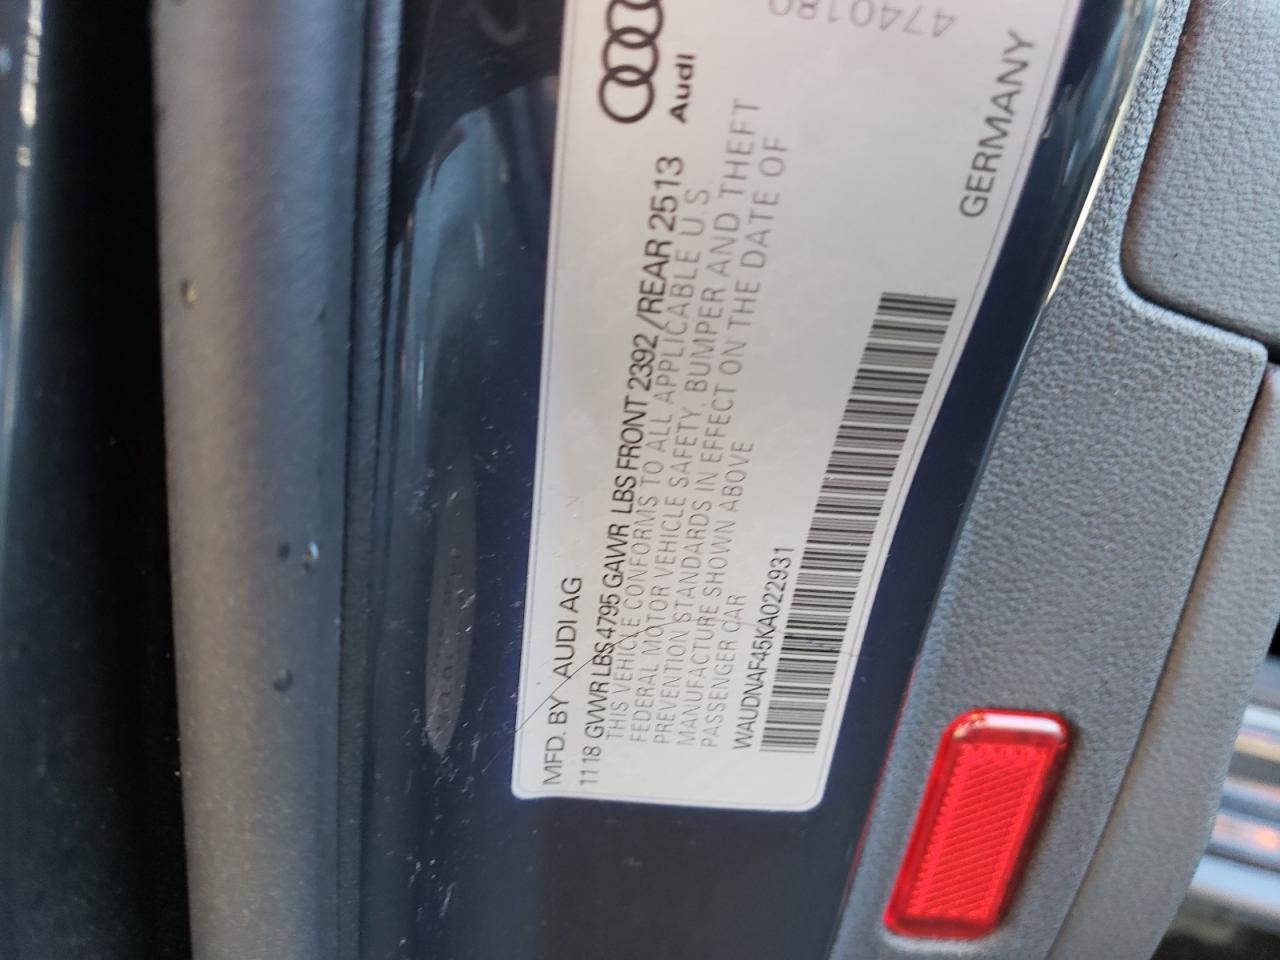 Audi
4740180
MFD. BY AUDI AG
1118 GVWR LBS 4795 GAWR LBS FRONT 2392 /REAR 2513
THIS VEHICLE CONFORMS TO ALL APPLICABLE U.S.
FEDERAL MOTOR VEHICLE SAFETY, BUMPER AND THEFT
PREVENTION STANDARDS IN EFFECT ON THE DATE OF
MANUFACTURE SHOWN ABOVE
PASSENGER CAR
WAUDNAF45KA022931
GERMANY